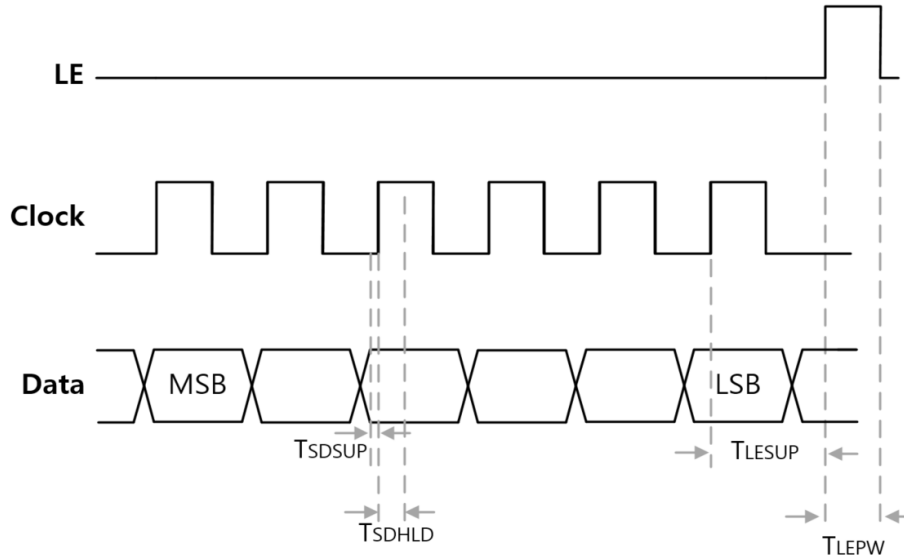 LE
Clock
Data
MSB
LSB
TSDSUP
TLESUP
TSDHLD
TLEPW